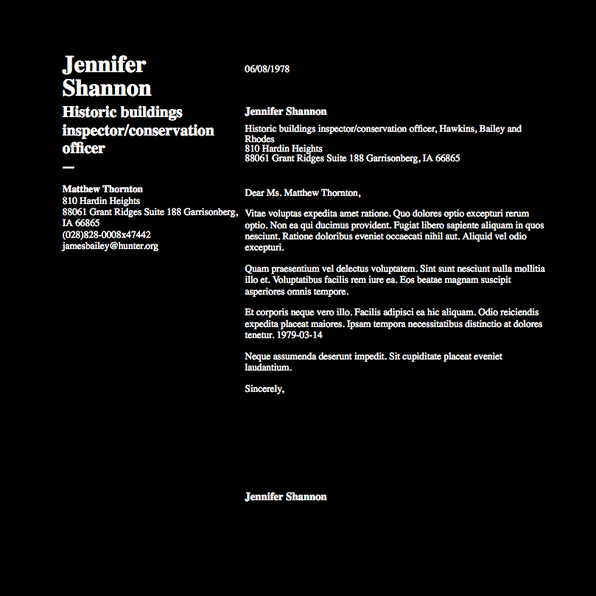 Jennifer
Shannon
Historic buildings
inspector/conservation
officer
—
Matthew Thornton
810 Hardin Heights
88061 Grant Ridges Suite 188 Garrisonberg,
IA 66865
(028)828-0008x47442
jamesbailey@hunter.org
06/08/1978
Jennifer Shannon
Historic buildings inspector/conservation officer, Hawkins, Bailey and
Rhodes
810 Hardin Heights
88061 Grant Ridges Suite 188 Garrisonberg, IA 66865
Dear Ms. Matthew Thornton,
Vitae voluptas expedita amet ratione. Quo dolores optio excepturi rerum
optio. Non ea qui ducimus provident. Fugiat libero sapiente aliquam in quos
nesciunt. Ratione doloribus eveniet occaecati nihil aut. Aliquid vel odio
excepturi.
Quam praesentium vel delectus voluptatem. Sint sunt nesciunt nulla mollitia
illo et. Voluptatibus facilis rem iure ea. Eos beatae magnam suscipit
asperiores omnis tempore.
Et corporis neque vero illo. Facilis adipisci ea hic aliquam. Odio reiciendis
expedita placeat maiores. Ipsam tempora necessitatibus distinctio at dolores
tenetur. 1979-03-14
Neque assumenda deserunt impedit. Sit cupiditate placeat eveniet
laudantium.
Sincerely,
Jennifer Shannon